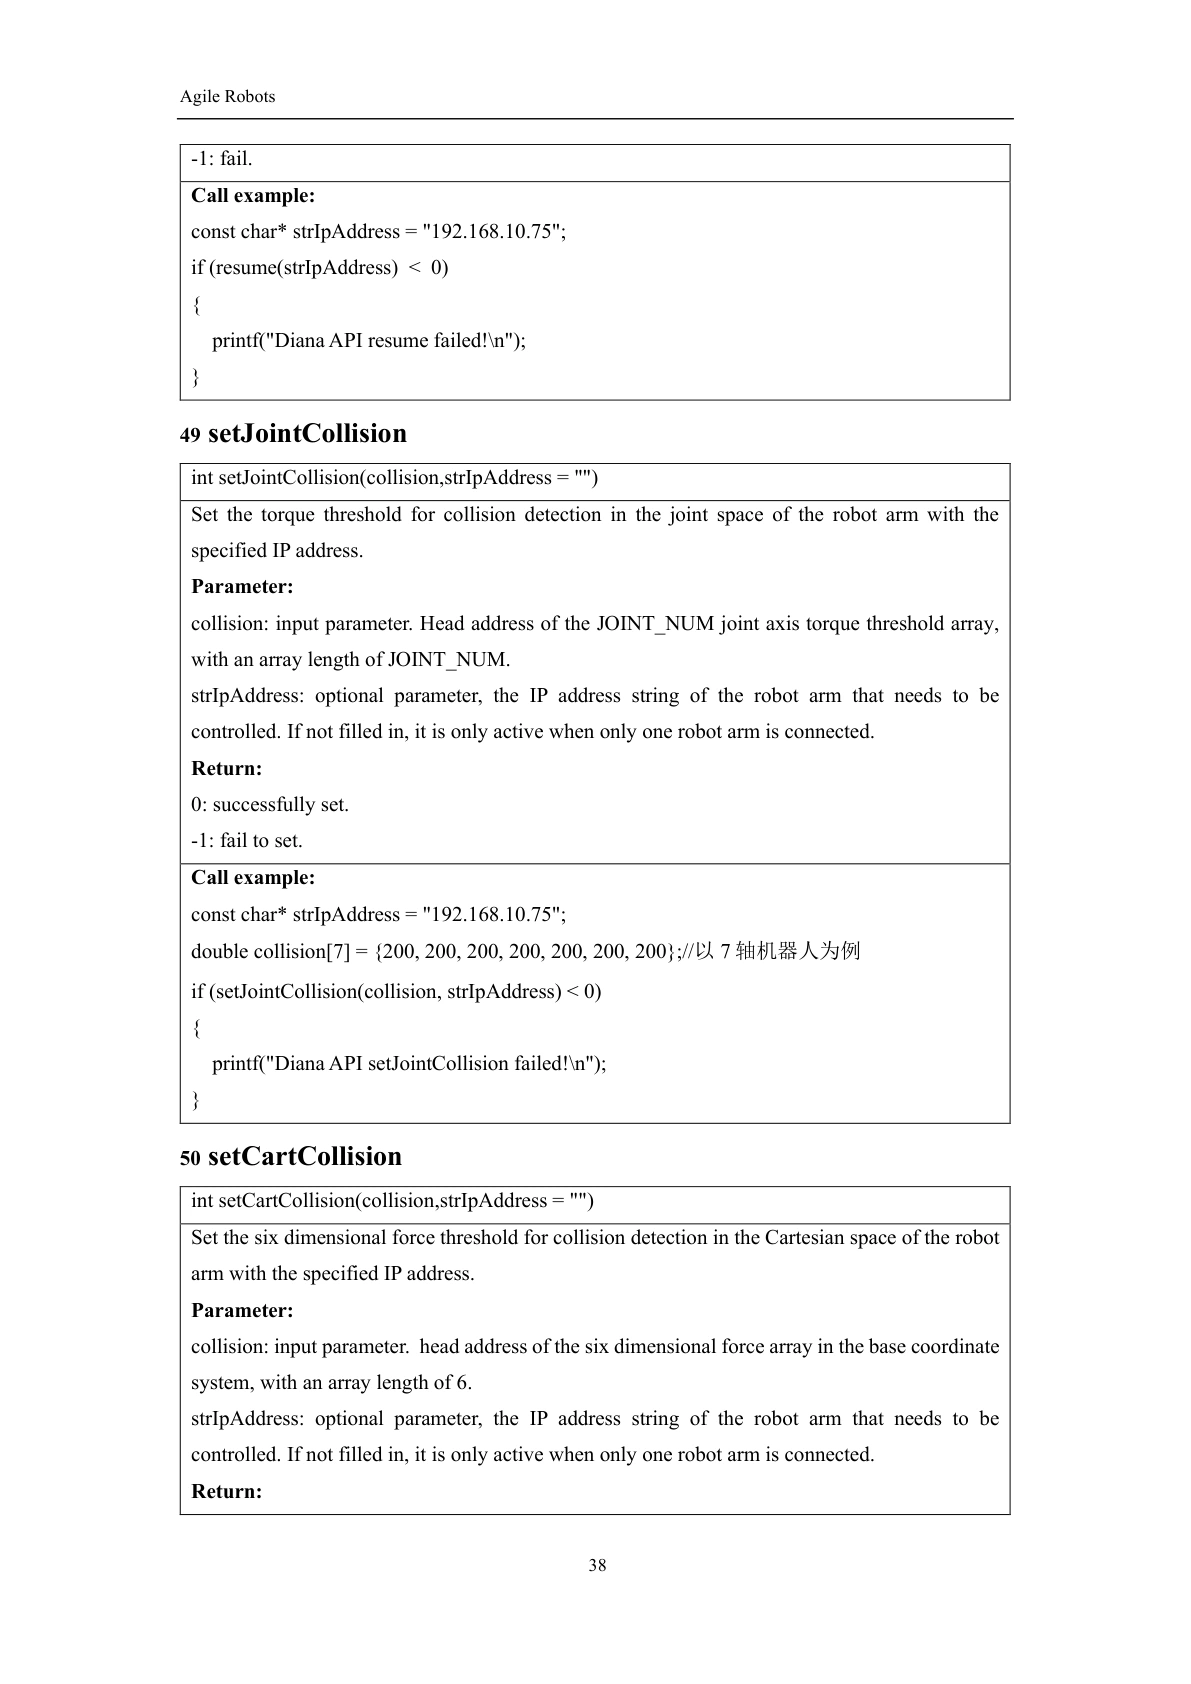 Agile Robots
-1: fail.
Call example:
const char* strIpAddress = "192.168.10.75";
if (resume(strIpAddress) < 0)
{
printf("Diana API resume failed!\n");
}
49 setJointCollision
int setJointCollision(collision,strIpAddress = "")
Set the torque threshold for collision detection in the joint space of the robot arm with the
specified IP address.
Parameter:
collision: input parameter. Head address of the JOINT_NUM joint axis torque threshold array,
with an array length of JOINT_NUM.
strIpAddress: optional parameter, the IP address string of the robot arm that needs to be
controlled. If not filled in, it is only active when only one robot arm is connected.
Return:
0: successfully set.
-1: fail to set.
Call example:
const char* strIpAddress = "192.168.10.75";
double collision[7] = {200, 200, 200, 200, 200, 200, 200};//以 7 轴机器人为例
if (setJointCollision(collision, strIpAddress) < 0)
{
printf("Diana API setJointCollision failed!\n");
}
50 setCartCollision
int setCartCollision(collision,strIpAddress = "")
Set the six dimensional force threshold for collision detection in the Cartesian space of the robot
arm with the specified IP address.
Parameter:
collision: input parameter. head address of the six dimensional force array in the base coordinate
system, with an array length of 6.
strIpAddress: optional parameter, the IP address string of the robot arm that needs to be
controlled. If not filled in, it is only active when only one robot arm is connected.
Return:
38